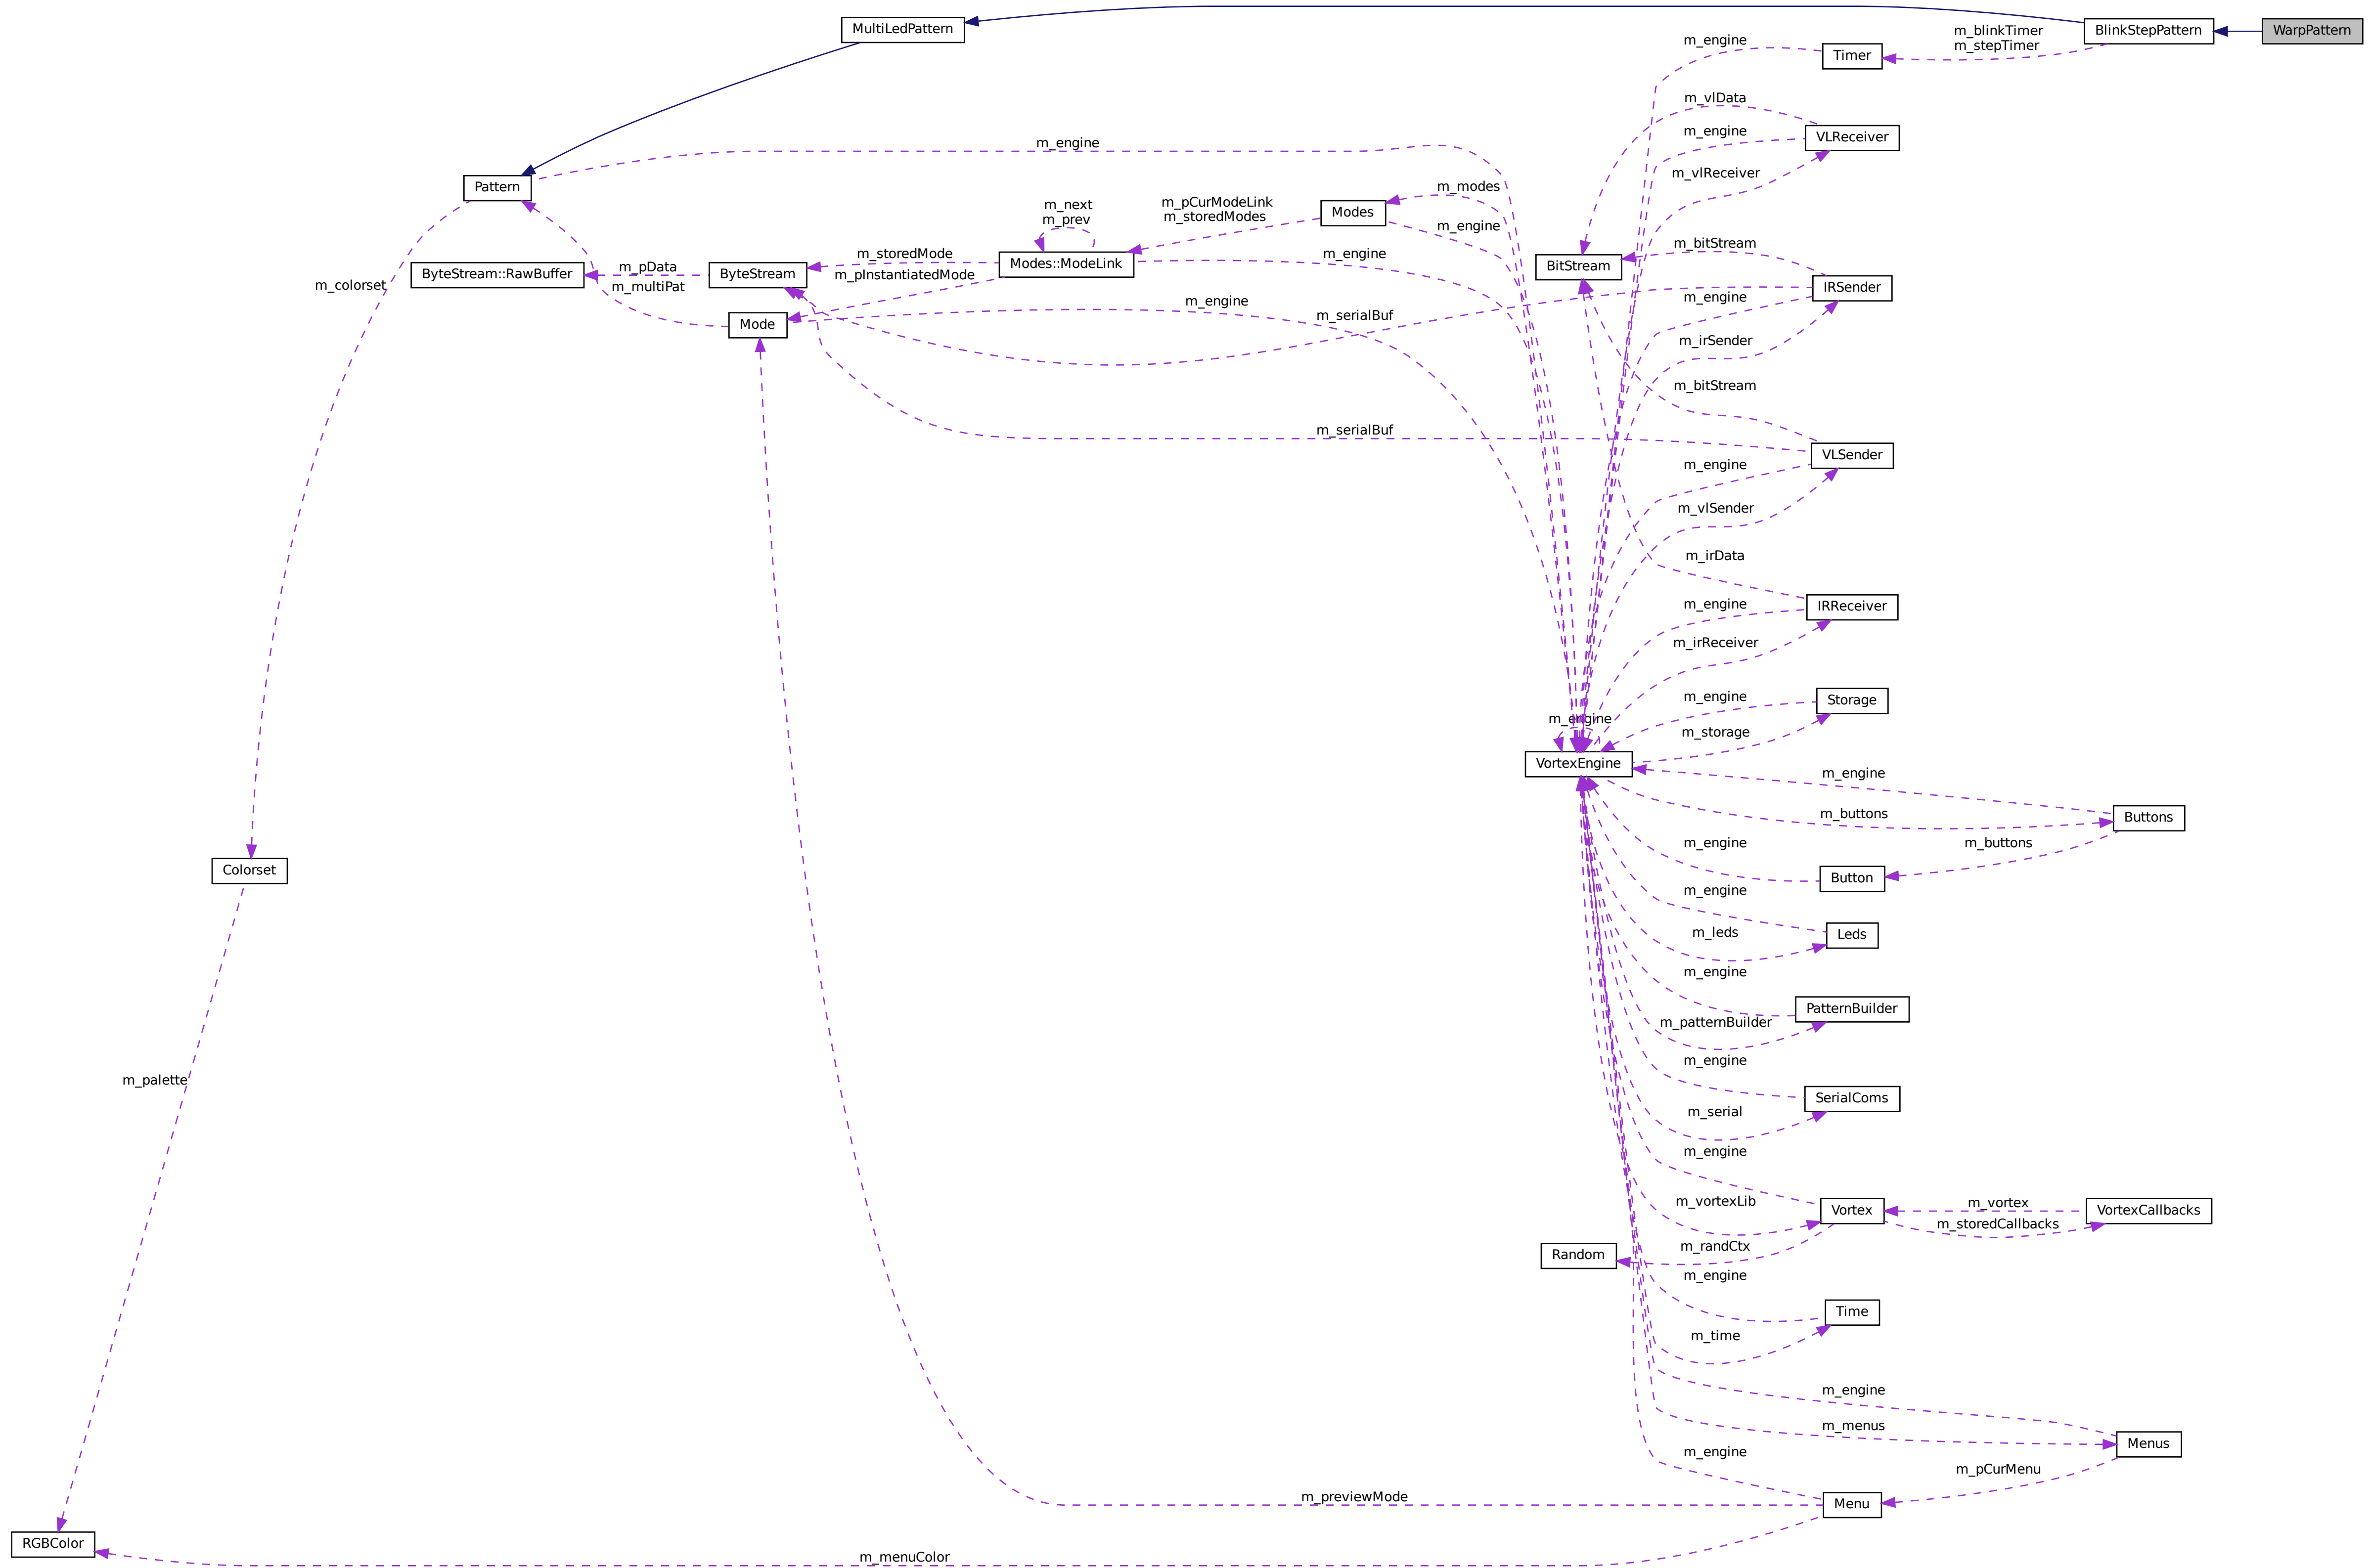 MultiLedPattern
BlinkStepPattern
WarpPattern
m_blinkTimer
m_stepTimer
m_engine
Timer
m_vlData
m_engine
VLReceiver
m_engine
m_vlReceiver
Pattern
m_modes
Modes
m_next
m_prev
m_pCurModeLink
m_storedModes
m_engine
m_bitStream
m_storedMode
m_engine
Modes::ModeLink
BitStream
ByteStream::RawBuffer
m_pData
ByteStream
m_pInstantiatedMode
m_colorset
m_multiPat
IRSender
m_engine
m_engine
m_serialBuf
Mode
m_irSender
m_bitStream
m_serialBuf
VLSender
m_engine
m_vlSender
m_irData
m_engine
IRReceiver
m_irReceiver
m_engine
Storage
m_engine
m_storage
VortexEngine
m_engine
m_buttons
Buttons
m_engine
m_buttons
Colorset
Button
m_engine
m_leds
Leds
m_engine
PatternBuilder
m_patternBuilder
m_engine
m_palette
SerialComs
m_serial
m_engine
m_vortexLib
Vortex
m_vortex
VortexCallbacks
m_storedCallbacks
m_randCtx
Random
m_engine
Time
m_time
m_engine
m_menus
Menus
m_engine
m_pCurMenu
m_previewMode
Menu
RGBColor
m_menuColor